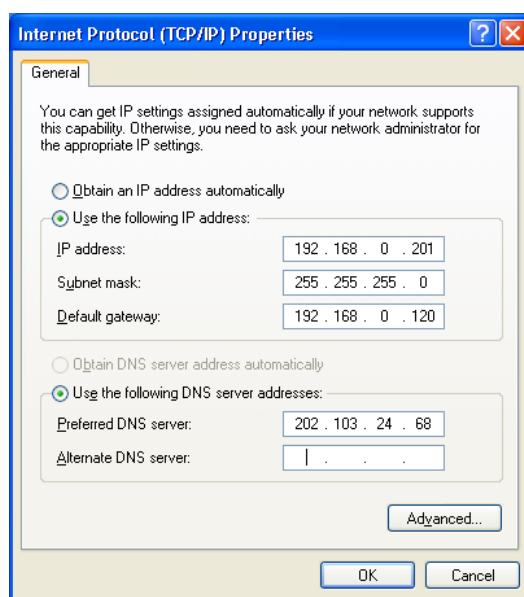 Internet Protocol (TCP/IP) Properties
General
You can get IP settings assigned automatically if your network supports
this capability. Otherwise, you need to ask your network administrator for
the appropriate IP settings.
Obtain an IP address automatically
Use the following IP address:
IP address: 192 . 168 . 0 . 201
Subnet mask: 255 . 255 . 255 . 0
Default gateway: 192 . 168 . 0 . 120
Obtain DNS server address automatically
Use the following DNS server addresses:
Preferred DNS server: 202 . 103 . 24 . 68
Alternate DNS server: . . .
Advanced...
OK Cancel